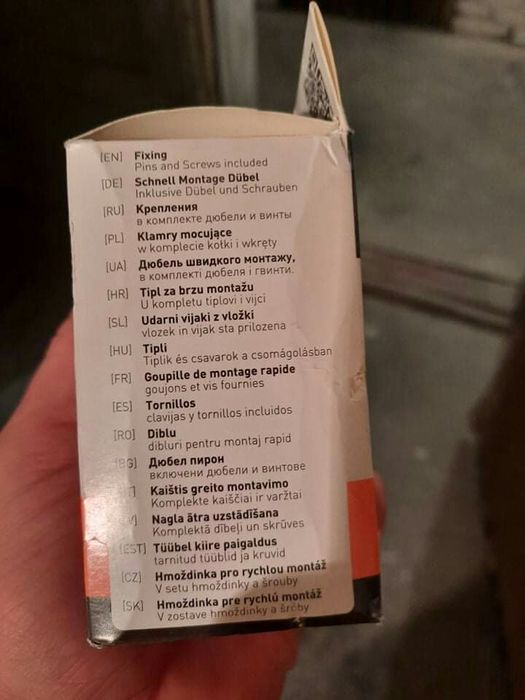 [EN] Fixing
Pins and Screws included
[DE] Schnell Montage Dübel
Inklusive Dübel und Schrauben
[RU] Крепления
в комплекте дюбели и винты
[PL] Klamry mocujące
w komplecie kołki i wkręty
[UA] Дюбель швидкого монтажу,
в комплекті дюбеля і гвинти.
[HR] Tipl za brzu montažu
U kompletu tiplovi i vijci
[SL] Udarni vijaki z vložki
vlozek in vijak sta prilozena
[HU] Tipli
Tiplik és csavarok a csomágolásban
[FR] Goupille de montage rapide
goujons et vis fournies
[ES] Tornillos
clavijas y tornillos incluidos
[RO] Diblu
dibluri pentru montaj rapid
BG] Дюбел пирон
включени дюбели и винтове
Kaištis greito montavimo
Komplekte kaiščiai ir varžtai
Nagla ātra uzstādīšana
Komplektā dībeļi un skrūves
[EST] Tüübel kiire paigaldus
tarnitud tüüblid ja kruvid
[CZ] Hmoždinka pro rychlou montáž
V setu hmoždinky a šrouby
[SK] Hmoždinka pre rychlú montáž
V zostave hmoždinky a šróby